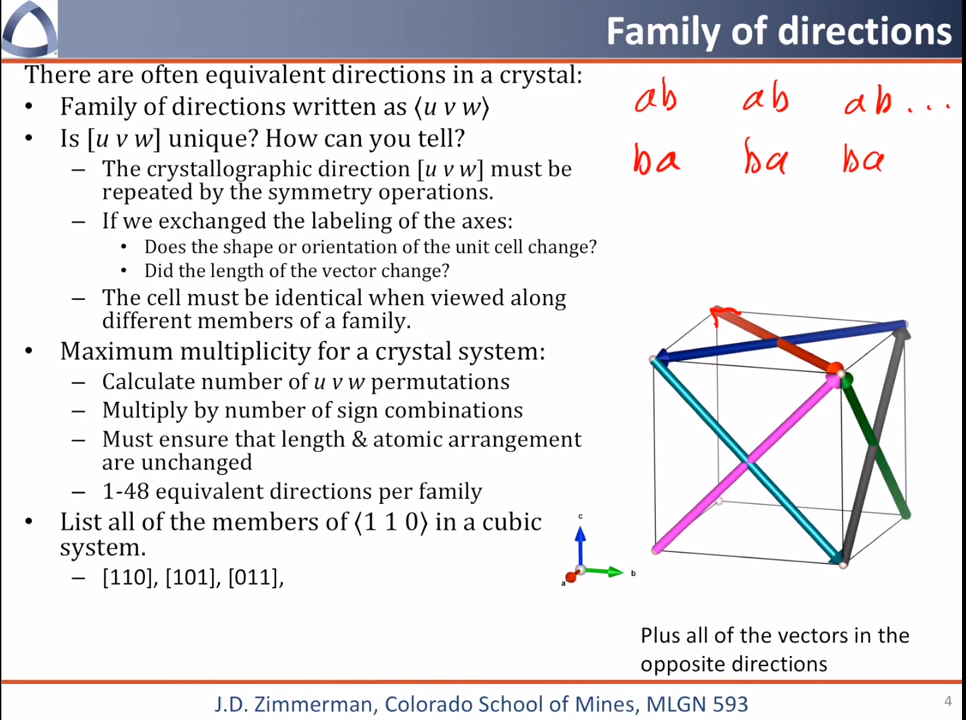 Family of directions
There are often equivalent directions in a crystal:
• Family of directions written as ⟨u v w⟩
• Is [u v w] unique? How can you tell?
– The crystallographic direction [u v w] must be
repeated by the symmetry operations.
– If we exchanged the labeling of the axes:
• Does the shape or orientation of the unit cell change?
• Did the length of the vector change?
– The cell must be identical when viewed along
different members of a family.
• Maximum multiplicity for a crystal system:
– Calculate number of u v w permutations
– Multiply by number of sign combinations
– Must ensure that length & atomic arrangement
are unchanged
– 1-48 equivalent directions per family
• List all of the members of ⟨1 1 0⟩ in a cubic
system.
– [110], [101], [011],
ab ab ab...
ba ba ba
c
b
a
Plus all of the vectors in the
opposite directions
J.D. Zimmerman, Colorado School of Mines, MLGN 593
4